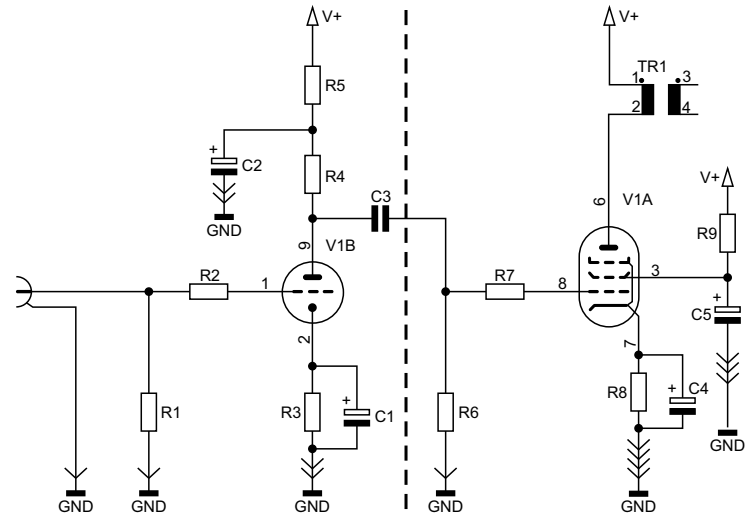 V+
V+
R5
TR1
1
3
2
4
+
C2
R4
C3
6
V1A
V+
GND
9
V1B
R9
R2
1
R7
8
3
+
C5
2
7
R1
R3
+
C1
R6
R8
+
C4
GND
GND
GND
GND
GND
GND